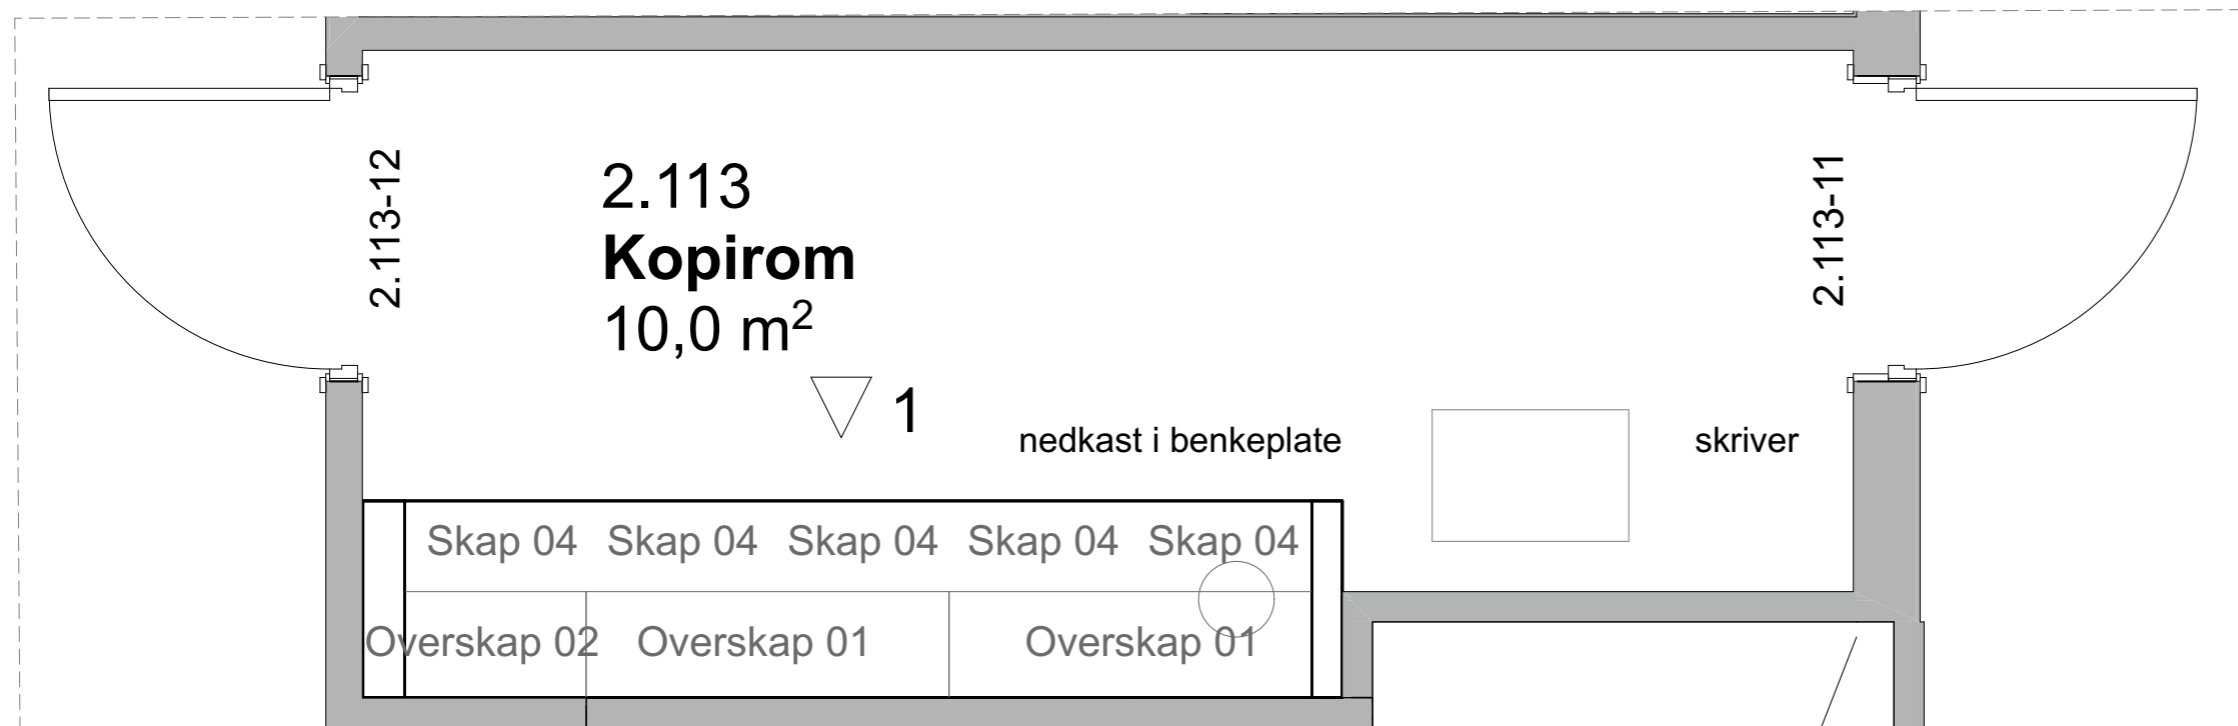 2.113-12
2.113
Kopirom
10,0 m²
1
2.113-11
nedkast i benkeplate
skriver
Skap 04 Skap 04 Skap 04 Skap 04 Skap 04
Overskap 02 Overskap 01 Overskap 01